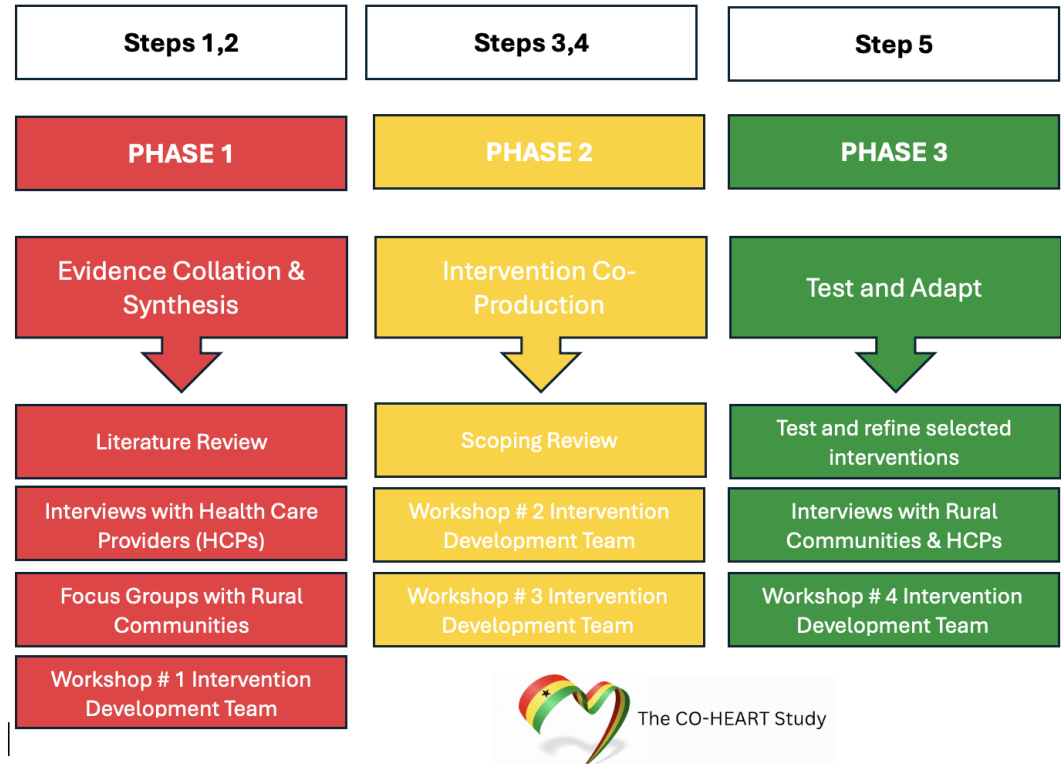 Steps 1,2
Steps 3,4
Step 5
PHASE 1
PHASE 2
PHASE 3
Evidence Collation &
Synthesis
Intervention Co-
Production
Test and Adapt
Literature Review
Interviews with Health Care
Providers (HCPs)
Focus Groups with Rural
Communities
Workshop # 1 Intervention
Development Team
Scoping Review
Workshop # 2 Intervention
Development Team
Workshop # 3 Intervention
Development Team
Test and refine selected
interventions
Interviews with Rural
Communities & HCPs
Workshop # 4 Intervention
Development Team
The CO-HEART Study